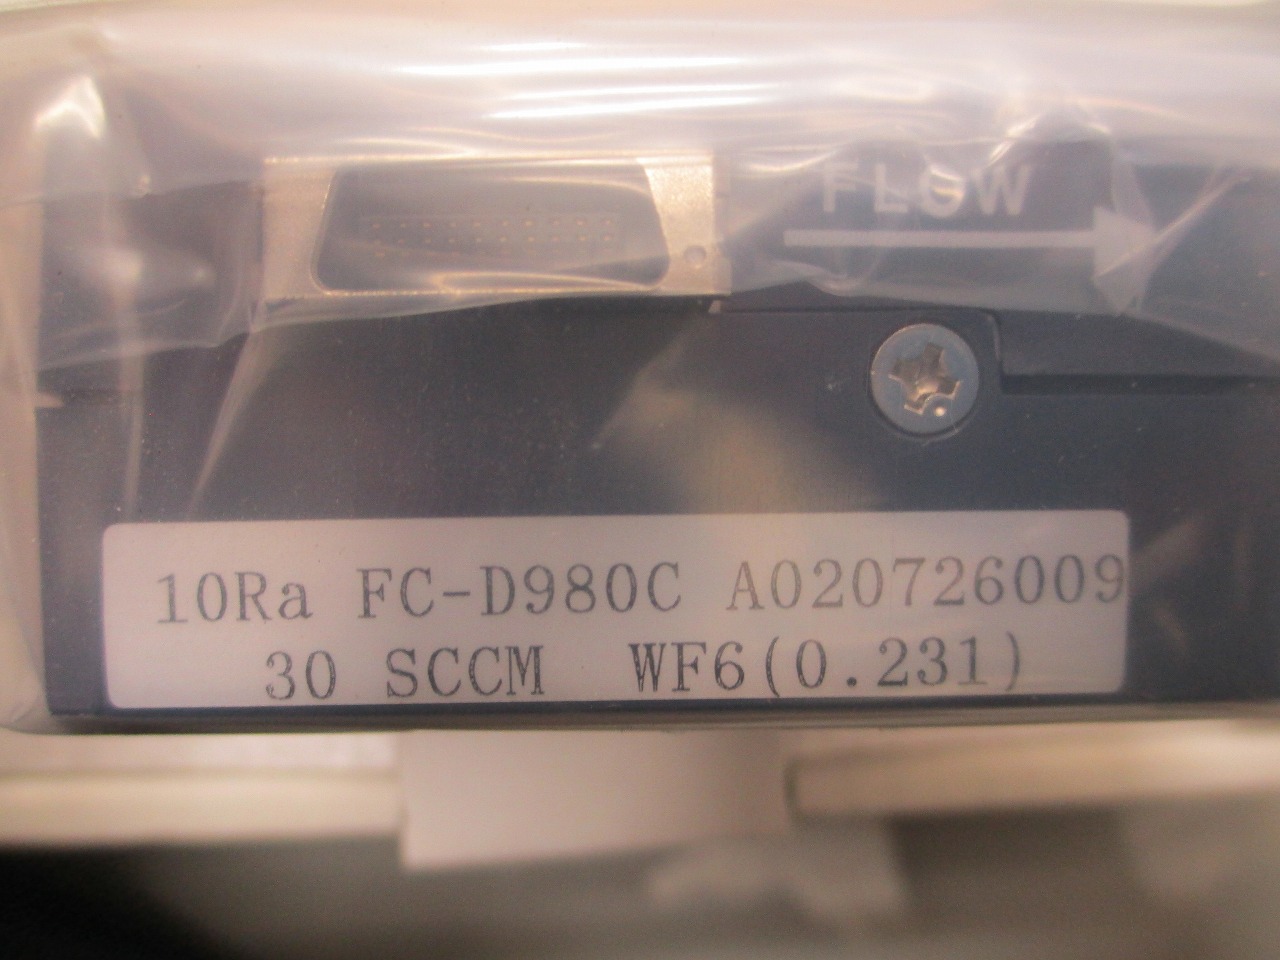 FLOW
10Ra FC-D980C A020726009
30 SCCM WF6(0.231)